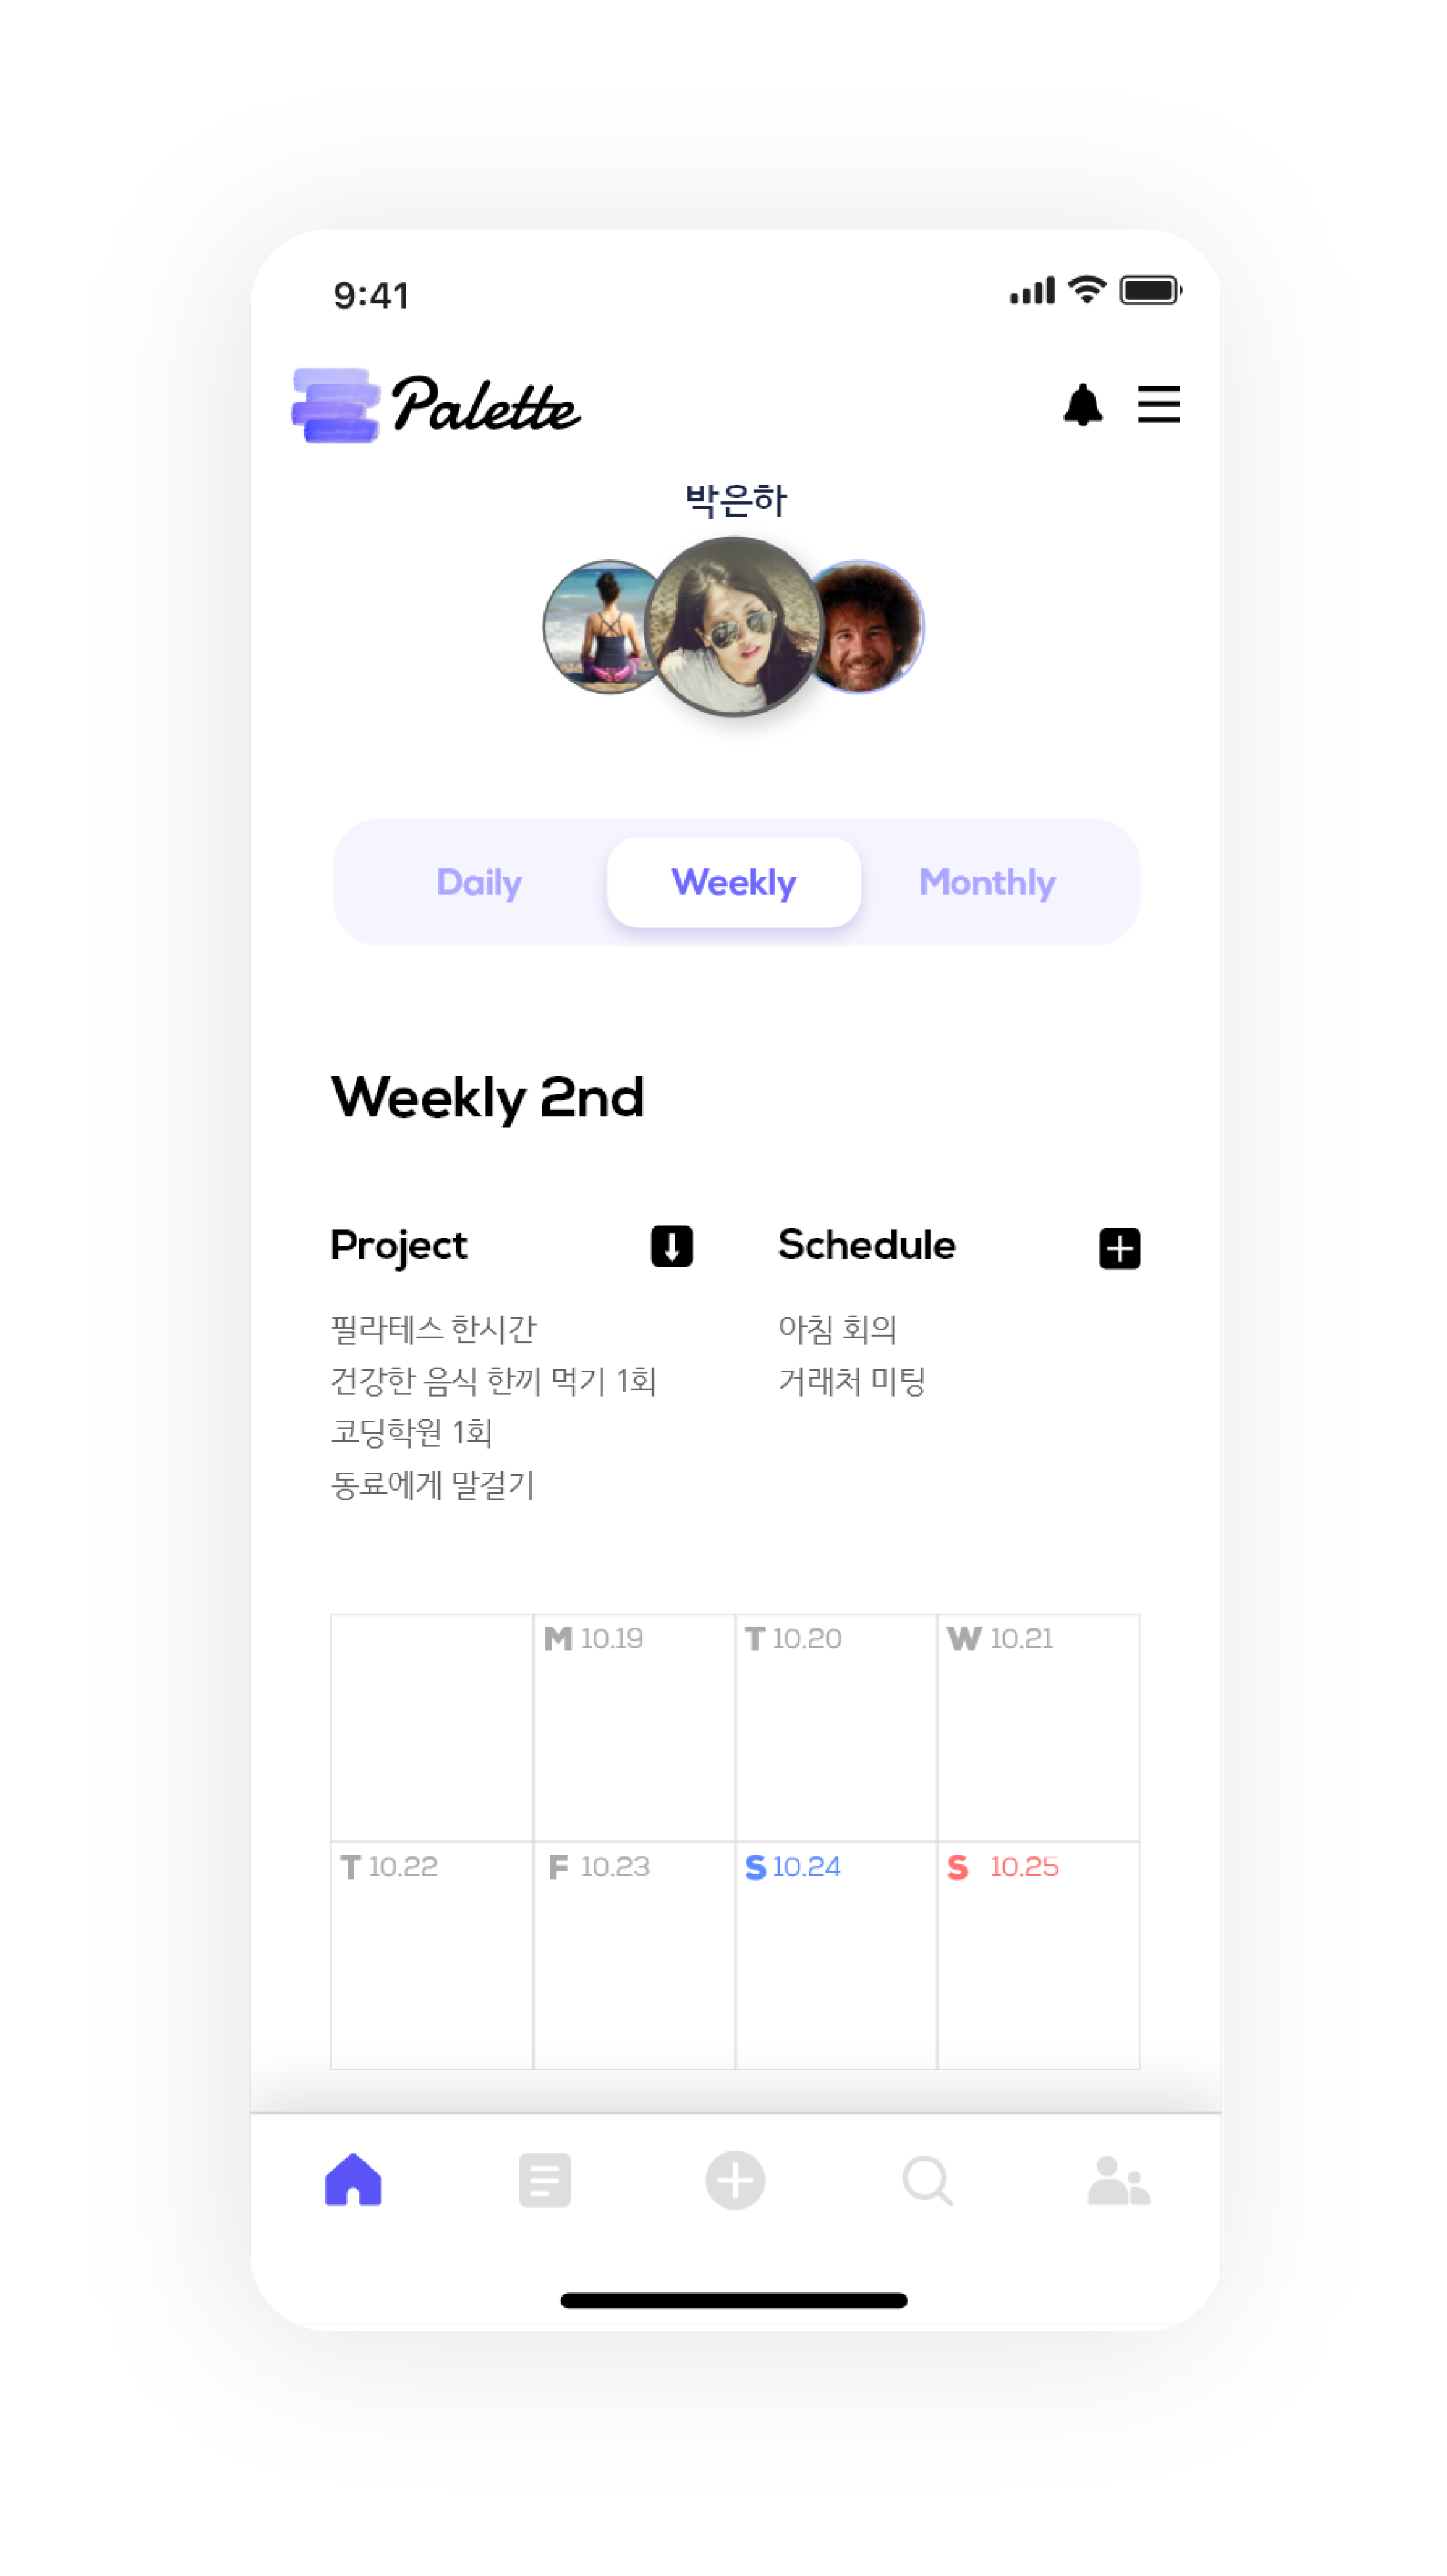 9:41
Palette
박은하
Daily Weekly Monthly
Weekly 2nd
Project
필라테스 한시간
건강한 음식 한끼 먹기 1회
코딩학원 1회
동료에게 말걸기
Schedule
아침 회의
거래처 미팅
M 10.19 T 10.20 W 10.21
T 10.22 F 10.23 S 10.24 S 10.25